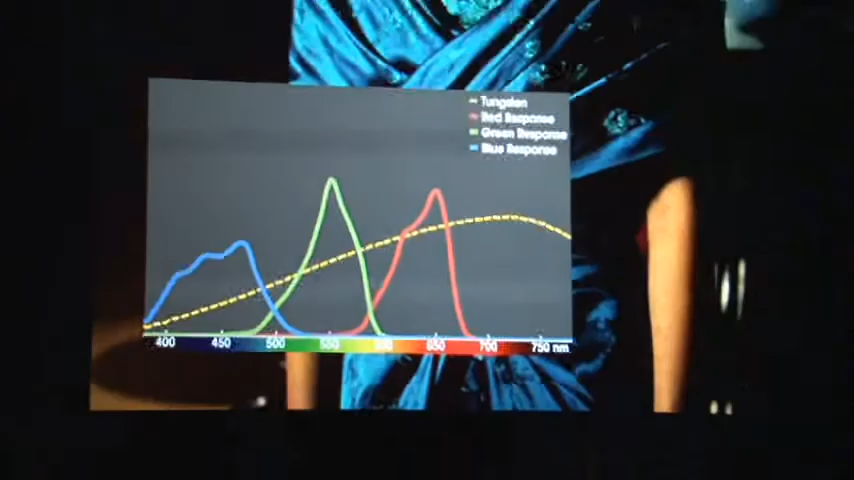 Tungsten
Red Response
Green Response
Blue Response
400 450 500 550 600 650 700 750 nm